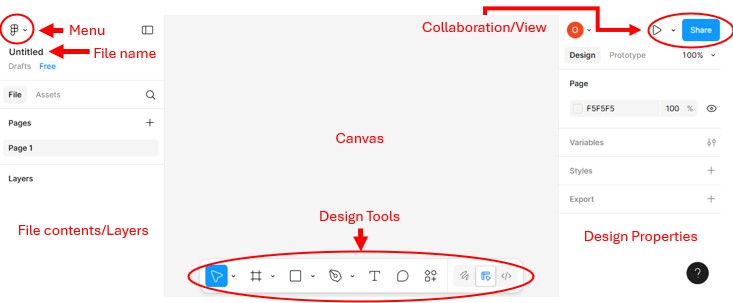 Menu
Collaboration/View
O
Share
Untitled
File name
Drafts Free
Design Prototype 100%
File Assets
Page
Pages
F5F5F5 100 %
Canvas
Page 1
Variables
Layers
Styles
Export
Design Tools
File contents/Layers
Design Properties
T
</>
?